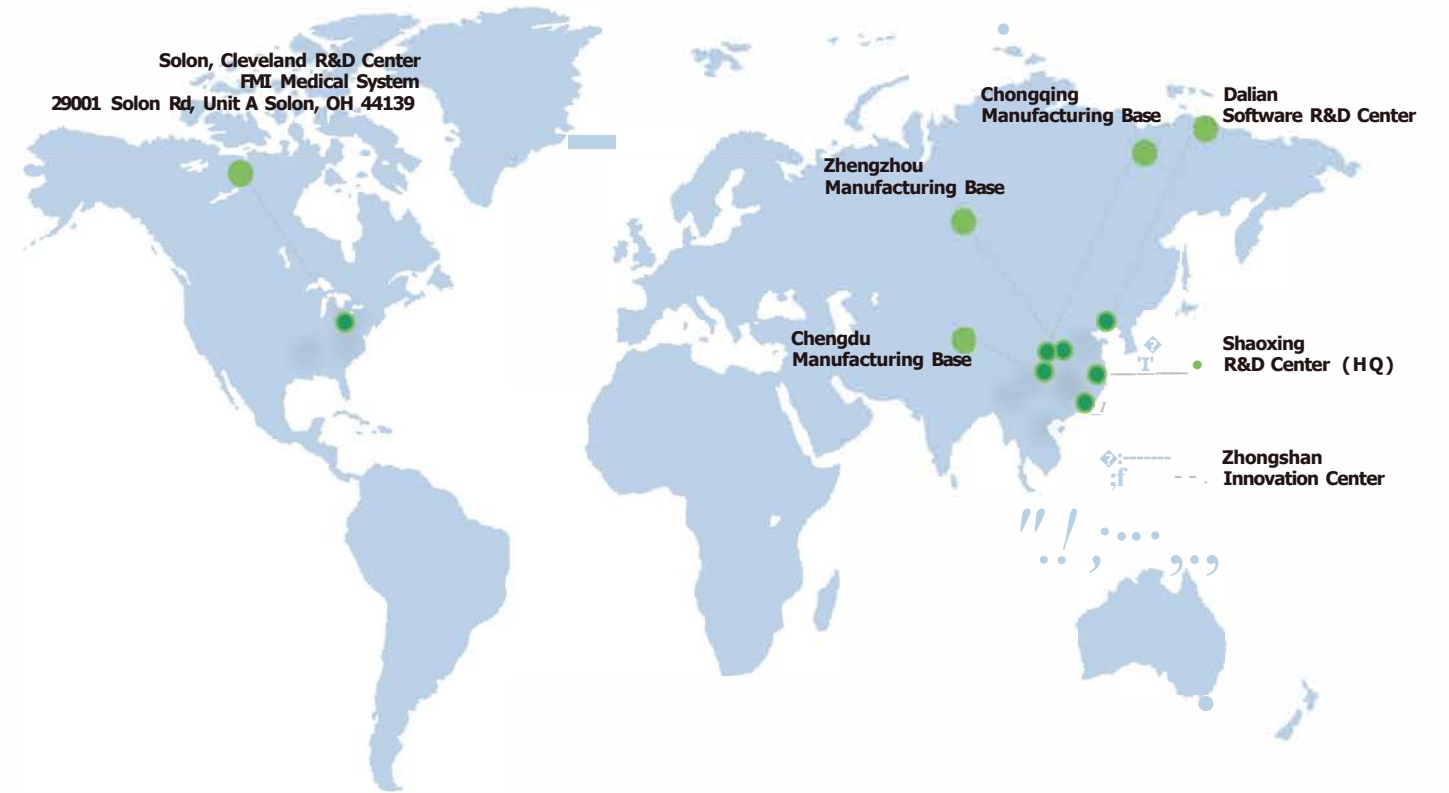 Solon, Cleveland R&D Center
FMI Medical System
29001 Solon Rd, Unit A Solon, OH 44139
Chongqing
Manufacturing Base
Dalian
Software R&D Center
Zhengzhou
Manufacturing Base
Chengdu
Manufacturing Base
Shaoxing
R&D Center (HQ)
Zhongshan
Innovation Center